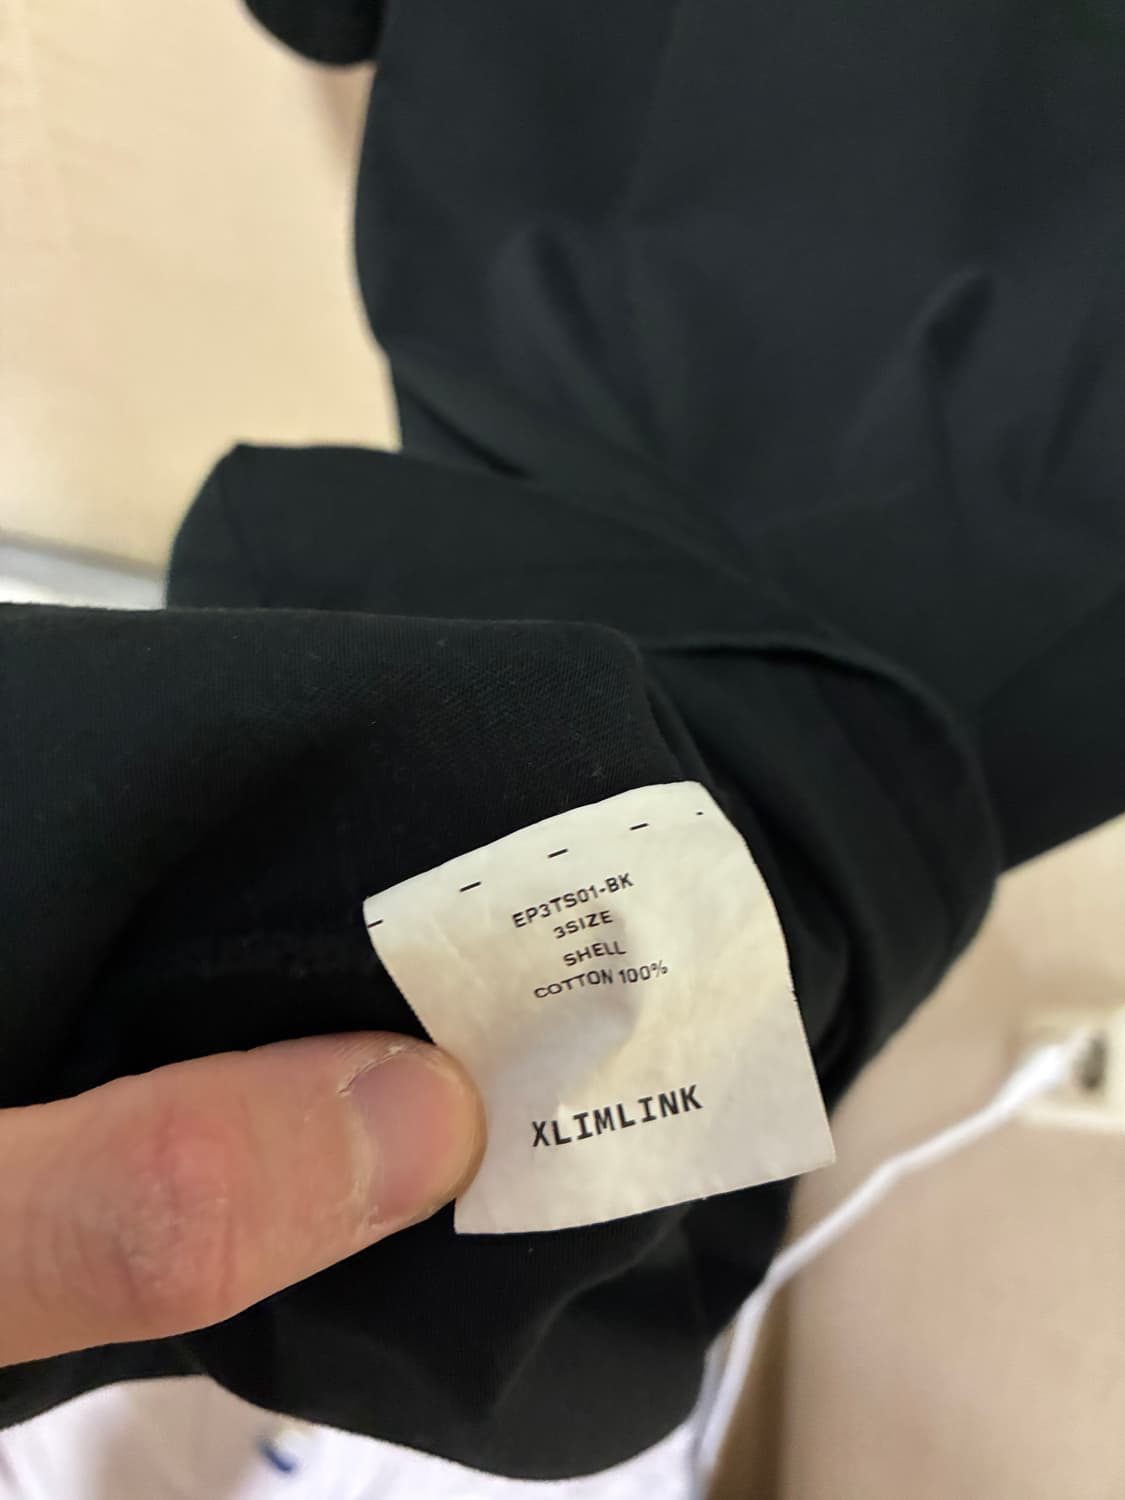 EP3TS01-BK
3SIZE
SHELL
COTTON 100%
XLIMLINK